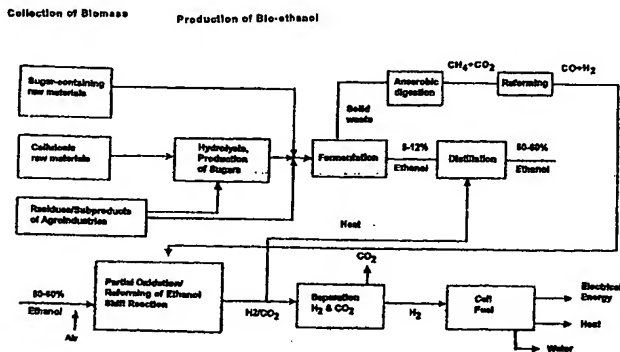 Collection of Biomass
Production of Bio-ethanol
CH4+CO2
CO+H2
Sugar-containing
raw materials
Anaerobic
digestion
Reforming
Solid
waste
Cellulosic
raw materials
Hydrolysis,
Production
of Sugars
Fermentation
8-12%
Ethanol
Distillation
50-60%
Ethanol
Residues/Subproducts
of Agroindustries
Heat
CO2
50-60%
Ethanol
Air
Partial Oxidation/
Reforming of Ethanol
Shift Reaction
H2/CO2
Separation
H2 & CO2
H2
Cell
Fuel
Electrical
Energy
Heat
Water